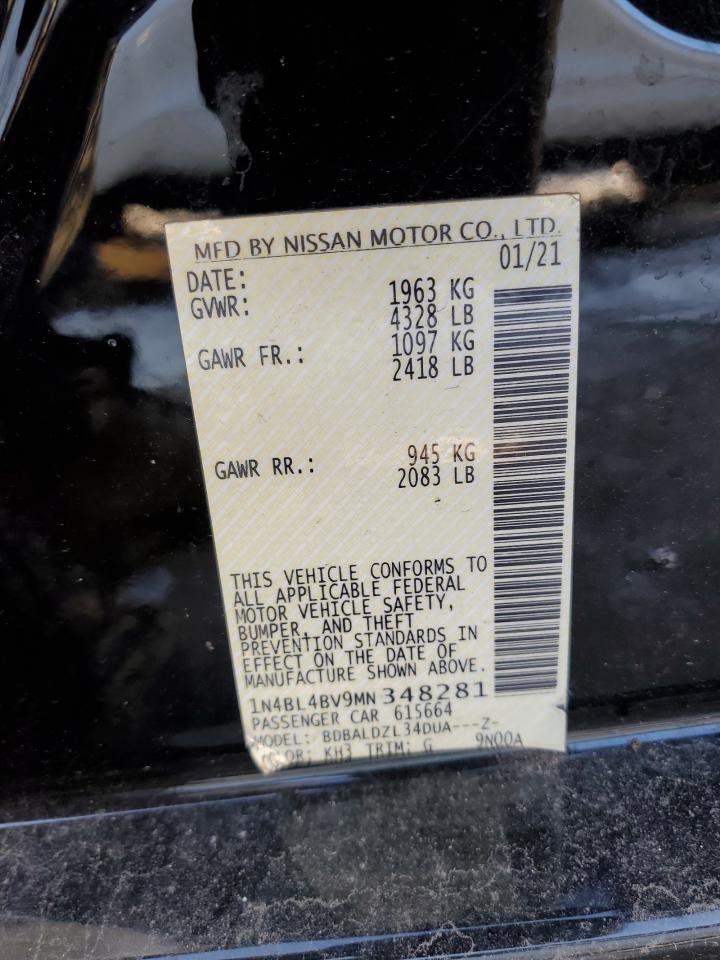 MFD BY NISSAN MOTOR CO., LTD.
DATE: 01/21
GVWR: 1963 KG
4328 LB
GAWR FR.: 1097 KG
2418 LB
GAWR RR.: 945 KG
2083 LB
THIS VEHICLE CONFORMS TO
ALL APPLICABLE FEDERAL
MOTOR VEHICLE SAFETY,
BUMPER, AND THEFT
PREVENTION STANDARDS IN
EFFECT ON THE DATE OF
MANUFACTURE SHOWN ABOVE.
1N4BL4BV9MN348281
PASSENGER CAR 615664
MODEL: BDBALDZL34DUA---Z-
COLOR: KH3 TRIM: G 9N00A